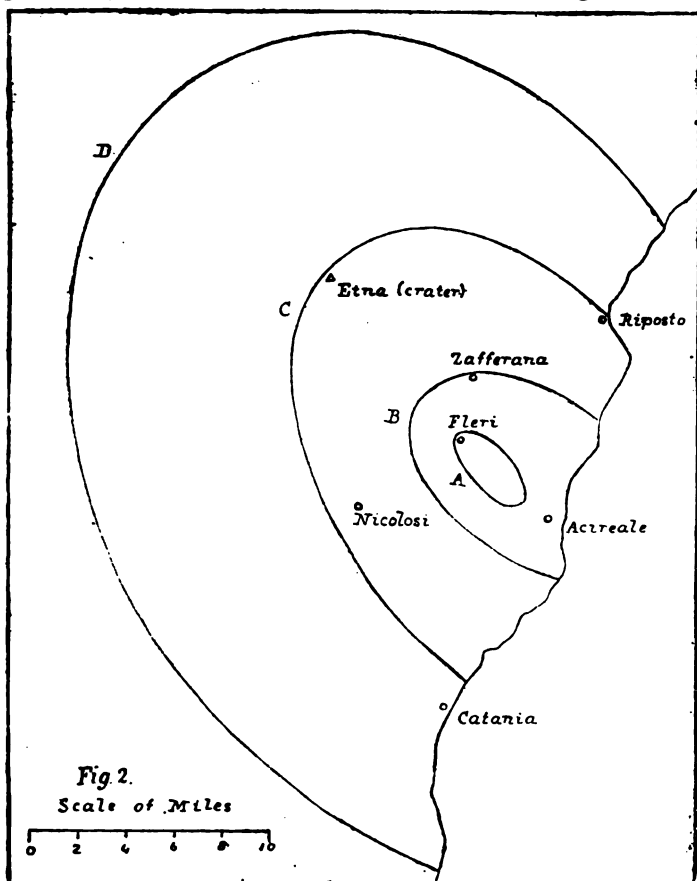 D
Etna (crater)
C
Riposto
Zafferana
B
Fleri
A
Nicolosi
Acireale
Catania
Fig. 2.
Scale of Miles
0 2 4 6 8 10